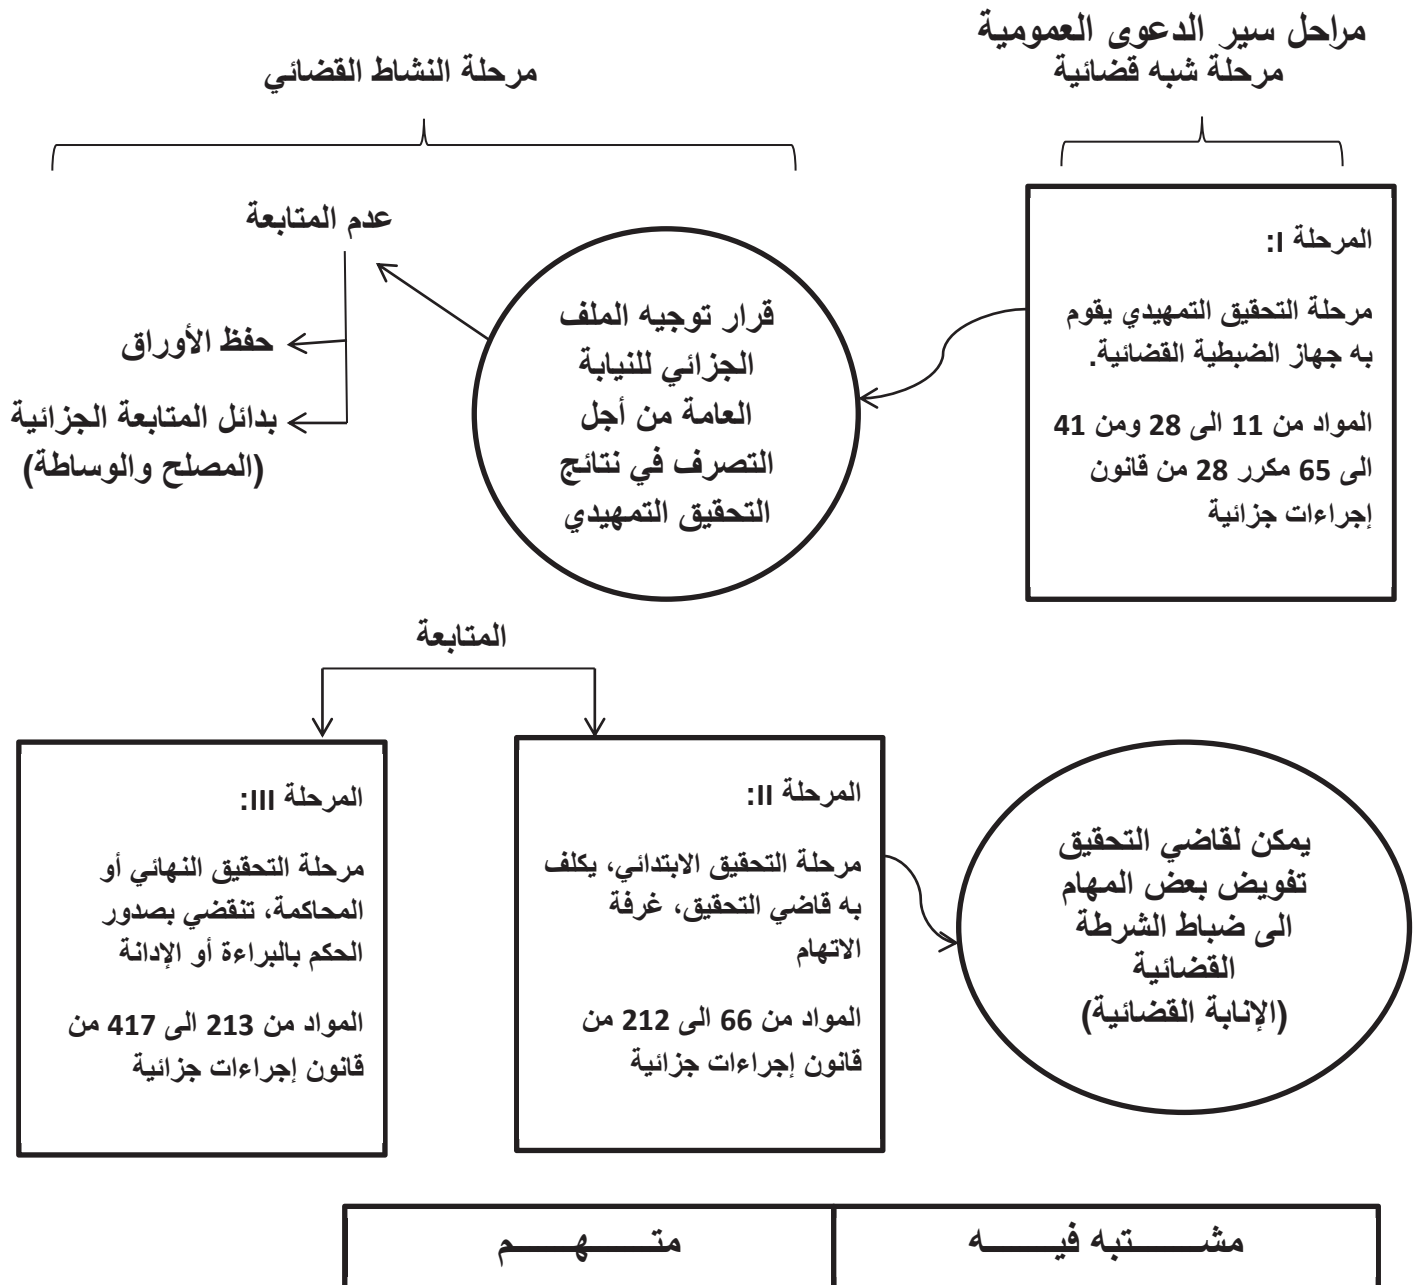 مراحل سير الدعوى العمومية
مرحلة شبه قضائية
مرحلة النشاط القضائي
المرحلة I:
مرحلة التحقيق التمهيدي يقوم
به جهاز الضبطية القضائية.
المواد من 11 الى 28 ومن 41
الى 65 مكرر 28 من قانون
إجراءات جزائية
قرار توجيه الملف
الجزائي للنيابة
العامة من أجل
التصرف في نتائج
التحقيق التمهيدي
عدم المتابعة
حفظ الأوراق
بدائل المتابعة الجزائية
(المصلح والوساطة)
المتابعة
يمكن لقاضي التحقيق
تفويض بعض المهام
الى ضباط الشرطة
القضائية
(الإنابة القضائية)
المرحلة II:
مرحلة التحقيق الابتدائي، يكلف
به قاضي التحقيق، غرفة
الاتهام
المواد من 66 الى 212 من
قانون إجراءات جزائية
المرحلة III:
مرحلة التحقيق النهائي أو
المحاكمة، تنقضي بصدور
الحكم بالبراءة أو الإدانة
المواد من 213 الى 417 من
قانون إجراءات جزائية
مشـــــتبه فيـــــه
متـــــهـــــم